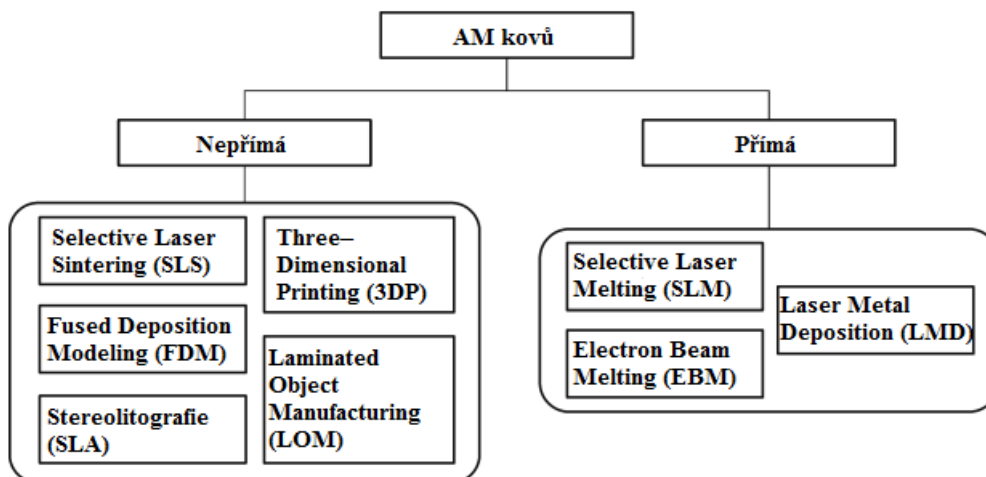 AM kovů
Nepřímá
Přímá
Selective Laser
Sintering (SLS)
Three–
Dimensional
Printing (3DP)
Fused Deposition
Modeling (FDM)
Laminated
Object
Manufacturing
(LOM)
Stereolitografie
(SLA)
Selective Laser
Melting (SLM)
Laser Metal
Deposition (LMD)
Electron Beam
Melting (EBM)